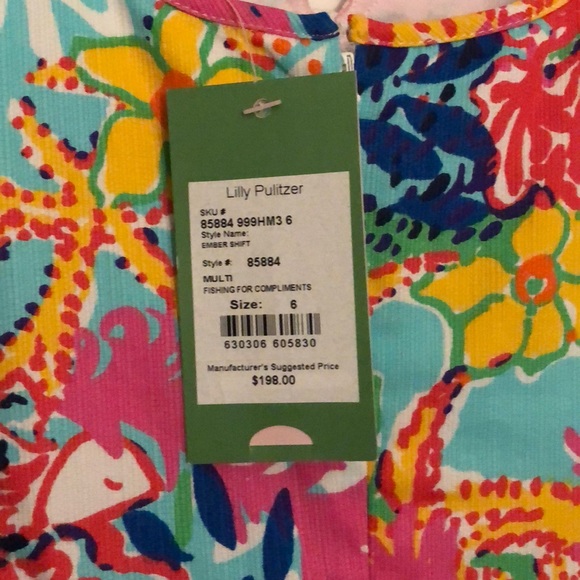 Lilly Pulitzer
SKU #
85884 999HM3 6
Style Name:
EMBER SHIFT
Style #: 85884
MULTI
FISHING FOR COMPLIMENTS
Size: 6
630306 605830
Manufacturer's Suggested Price
$198.00